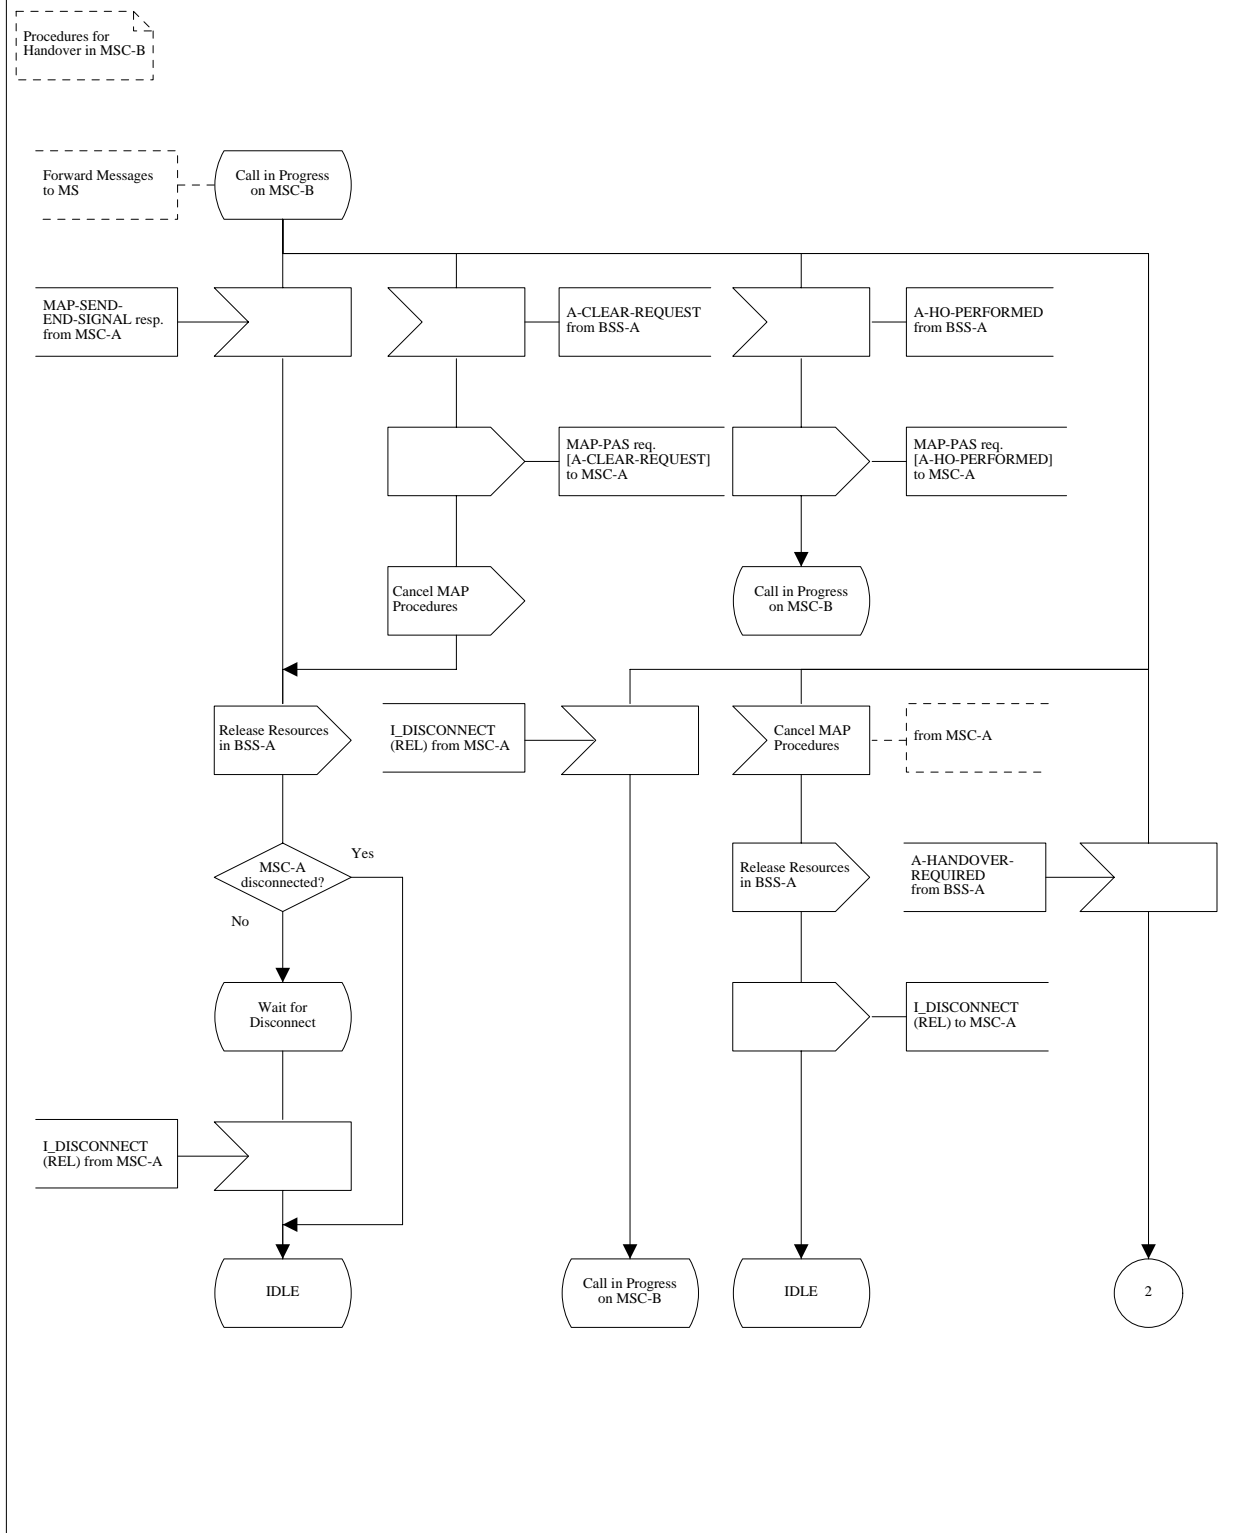 Procedures for
Handover in MSC-B
Forward Messages
to MS
Call in Progress
on MSC-B
MAP-SEND-
END-SIGNAL resp.
from MSC-A
A-CLEAR-REQUEST
from BSS-A
A-HO-PERFORMED
from BSS-A
MAP-PAS req.
[A-CLEAR-REQUEST]
to MSC-A
MAP-PAS req.
[A-HO-PERFORMED]
to MSC-A
Cancel MAP
Procedures
Call in Progress
on MSC-B
Release Resources
in BSS-A
I_DISCONNECT
(REL) from MSC-A
Cancel MAP
Procedures
from MSC-A
MSC-A
disconnected?
Yes
No
Release Resources
in BSS-A
A-HANDOVER-
REQUIRED
from BSS-A
Wait for
Disconnect
I_DISCONNECT
(REL) to MSC-A
I_DISCONNECT
(REL) from MSC-A
IDLE
Call in Progress
on MSC-B
IDLE
2